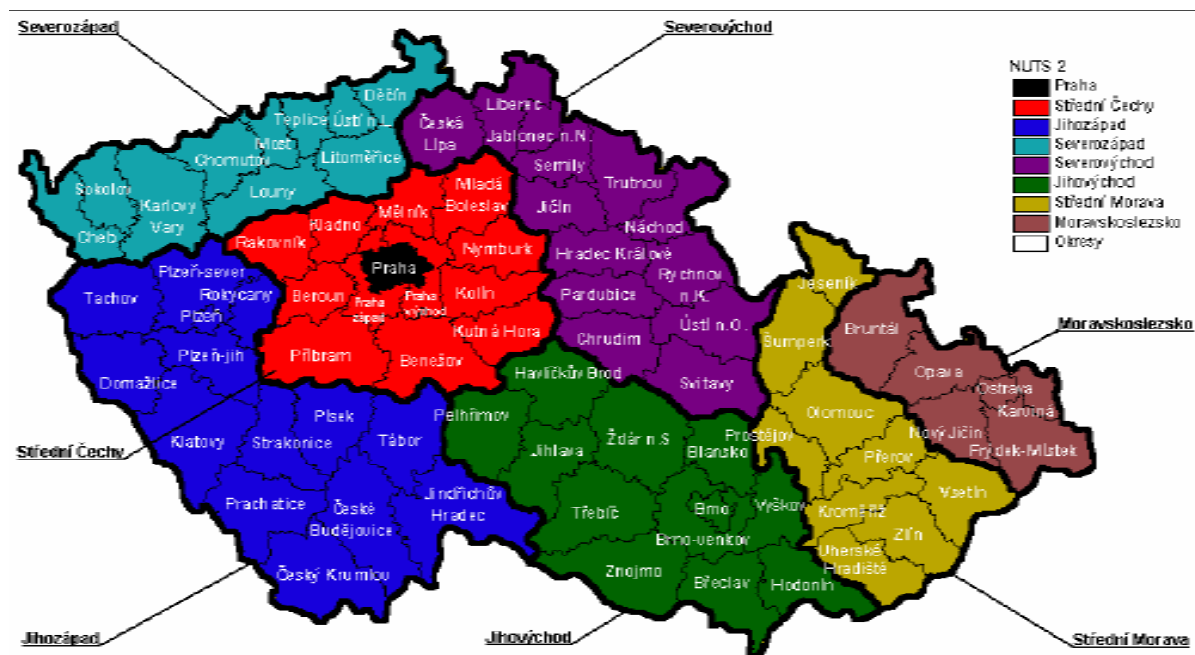 Severozápad
Severovýchod
NUTS 2
Praha
Střední Čechy
Jihozápad
Severozápad
Severovýchod
Jihovýchod
Střední Morava
Moravskoslezsko
Okresy
Děčín
Teplice
Ústí n.L.
Most
Chomutov
Litoměřice
Louny
Sokolov
Karlovy
Vary
Cheb
Česká
Lípa
Liberec
Jablonec n.N.
Semily
Trutnov
Jičín
Náchod
Hradec Králové
Rychnov
n.K.
Pardubice
Ústí n.O.
Chrudim
Svitavy
Mladá
Boleslav
Mělník
Kladno
Rakovník
Nymburk
Praha
Beroun
Praha
západ
Praha
východ
Kolín
Kutná Hora
Příbram
Benešov
Plzeň-sever
Tachov
Rokycany
Plzeň
Plzeň-jih
Domažlice
Klatovy
Písek
Strakonice
Tábor
Prachatice
České
Budějovice
Jindřichův
Hradec
Český Krumlov
Havlíčkův Brod
Pelhřimov
Jihlava
Žďár n.S
Blansko
Třebíč
Brno
Vyškov
Brno-venkov
Znojmo
Břeclav
Hodonín
Jeseník
Šumperk
Olomouc
Prostějov
Přerov
Kroměříž
Vsetín
Zlín
Uherské
Hradiště
Bruntál
Opava
Ostrava
Karviná
Nový Jičín
Frýdek-Místek
Moravskoslezsko
Střední Čechy
Jihozápad
Jihovýchod
Střední Morava